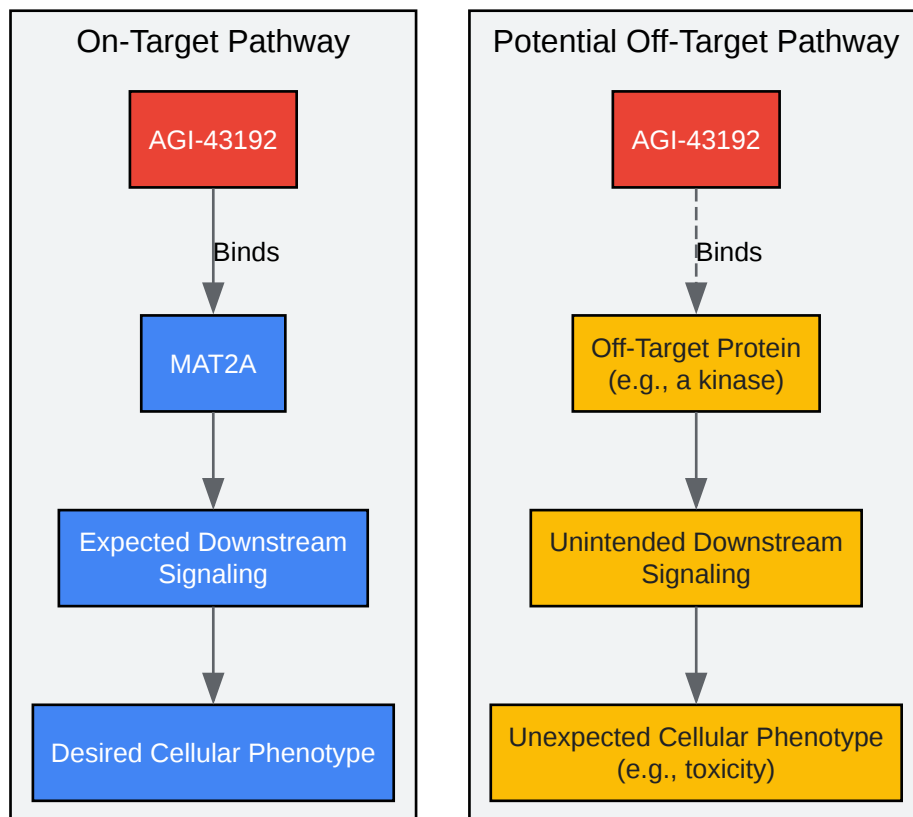 On-Target Pathway
AGI-43192
Binds
MAT2A
Expected Downstream
Signaling
Desired Cellular Phenotype
Potential Off-Target Pathway
AGI-43192
Binds
Off-Target Protein
(e.g., a kinase)
Unintended Downstream
Signaling
Unexpected Cellular Phenotype
(e.g., toxicity)